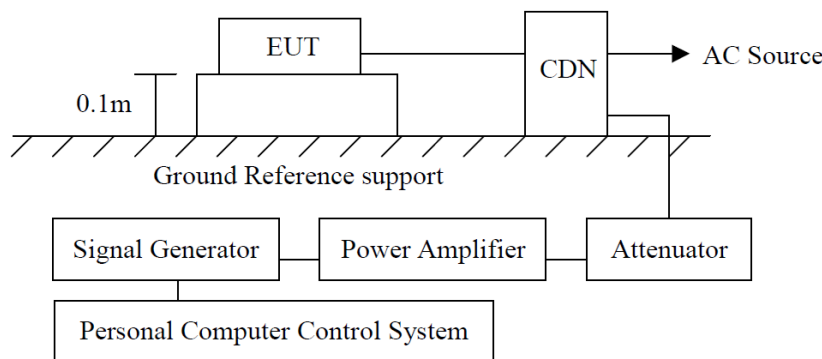 EUT
CDN
AC Source
0.1m
Ground Reference support
Signal Generator
Power Amplifier
Attenuator
Personal Computer Control System